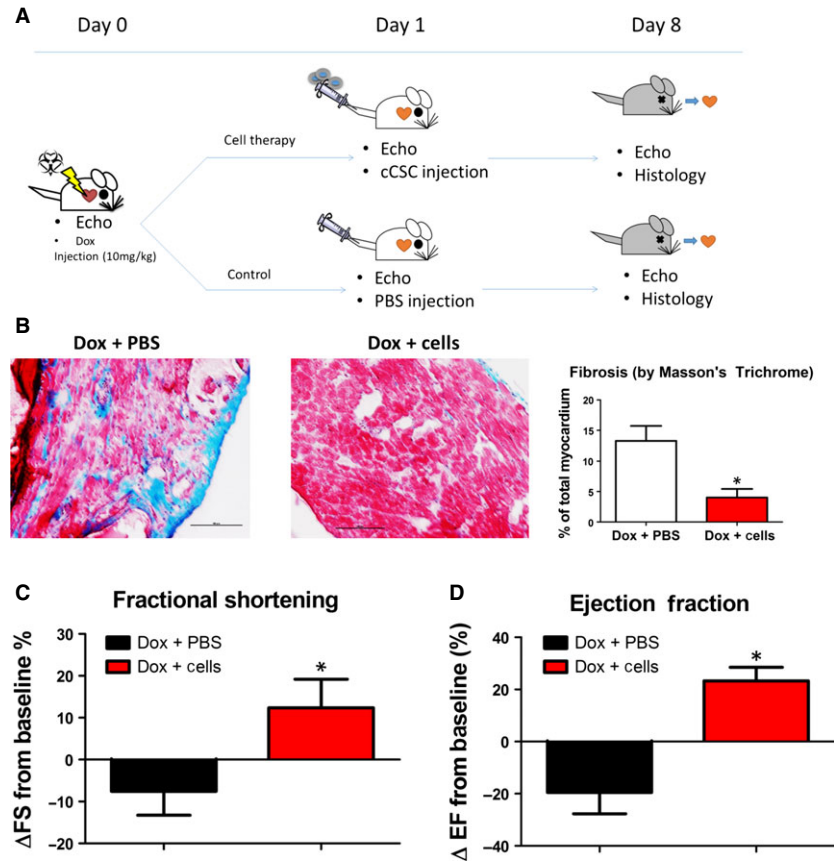 A
Day 0
Day 1
Day 8
Cell therapy
• Echo
• cCSC injection
• Echo
• Histology
• Echo
• Dox
Injection (10mg/kg)
Control
• Echo
• PBS injection
• Echo
• Histology
B
Dox + PBS
Dox + cells
Fibrosis (by Masson's Trichrome)
% of total myocardium
20
15
10
5
0
*
Dox + PBS
Dox + cells
C
Fractional shortening
ΔFS from baseline %
30
20
10
0
−10
−20
Dox + PBS
Dox + cells
*
D
Ejection fraction
Δ EF from baseline (%)
40
20
0
−20
−40
Dox + PBS
Dox + cells
*